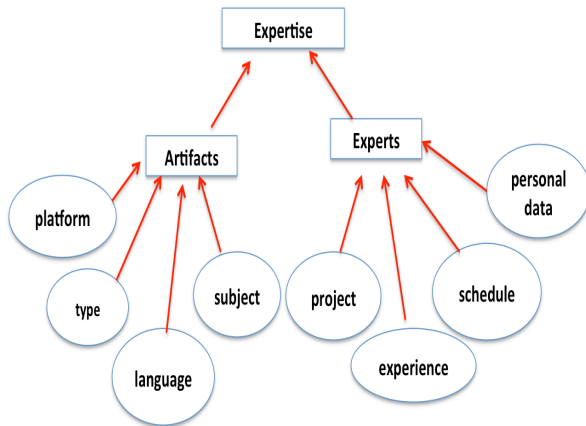 Expertise
Artifacts
Experts
platform
type
language
subject
project
experience
schedule
personal
data